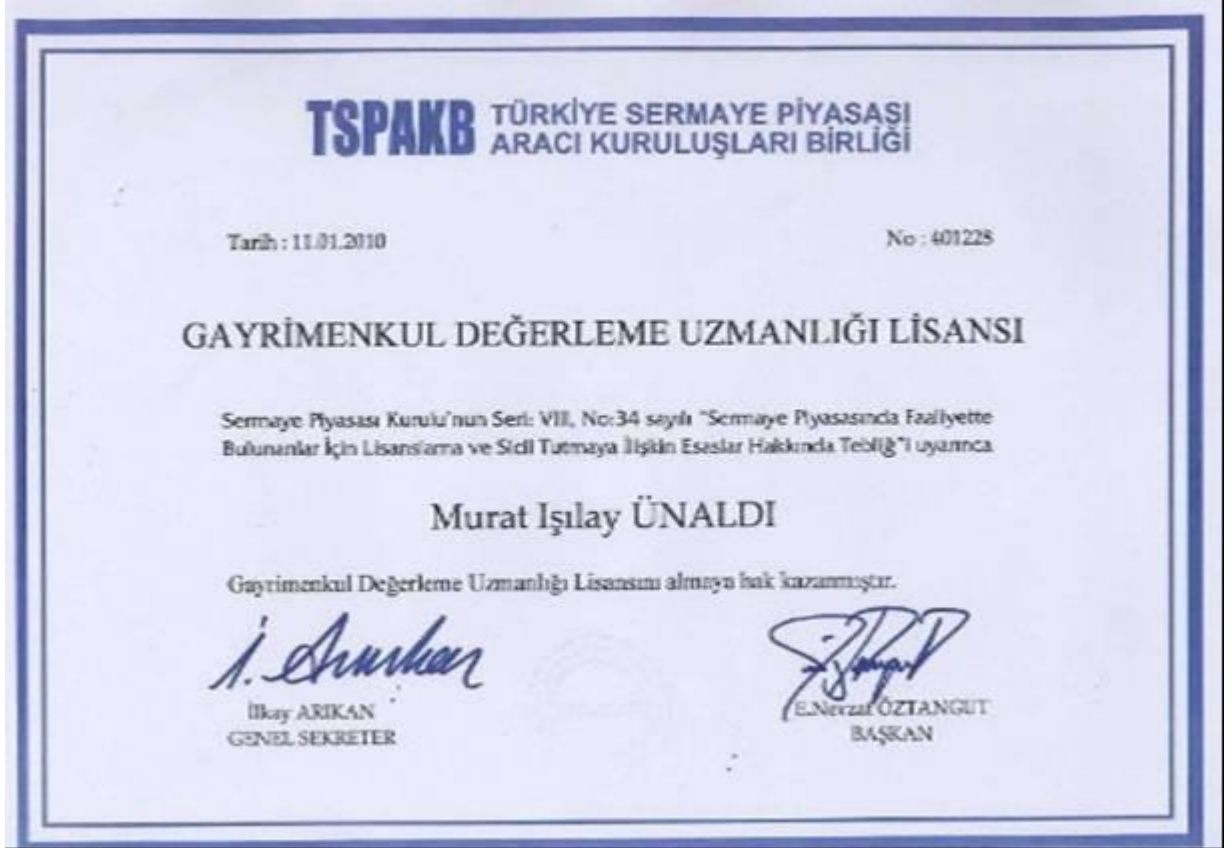 TSPAKB TÜRKİYE SERMAYE PİYASASI
ARACI KURULUŞLARI BİRLİĞİ
Tarih : 11.01.2010
No : 401228
GAYRİMENKUL DEĞERLEME UZMANLIĞI LİSANSI
Sermaye Piyasası Kurulu'nun Seri: VIII, No:34 sayılı "Sermaye Piyasasında Faaliyette
Bulunanlar İçin Lisanslama ve Sicil Tutmaya İlişkin Esaslar Hakkında Tebliğ"i uyarınca
Murat Işılay ÜNALDI
Gayrimenkul Değerleme Uzmanlığı Lisansını almaya hak kazanmıştır.
İ. Arıkan
İlkay ARIKAN
GENEL SEKRETER
E.Nevzat ÖZTANGUT
BAŞKAN